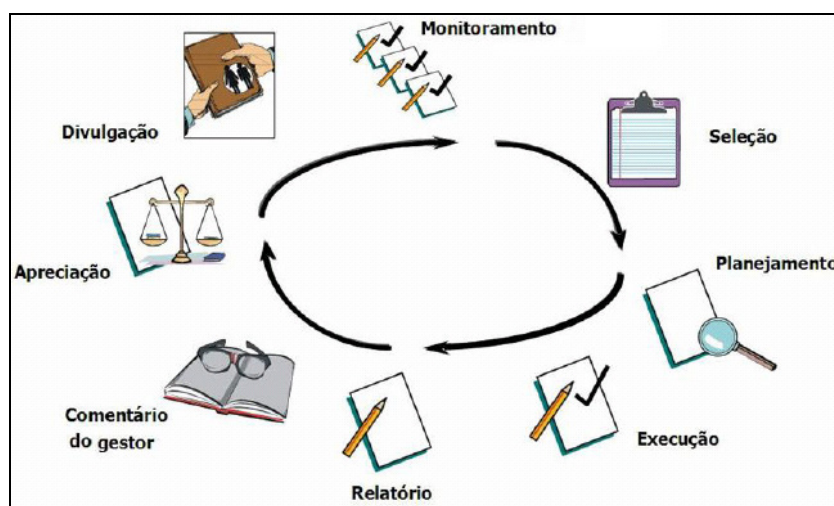 Monitoramento
Seleção
Planejamento
Execução
Relatório
Comentário
do gestor
Apreciação
Divulgação